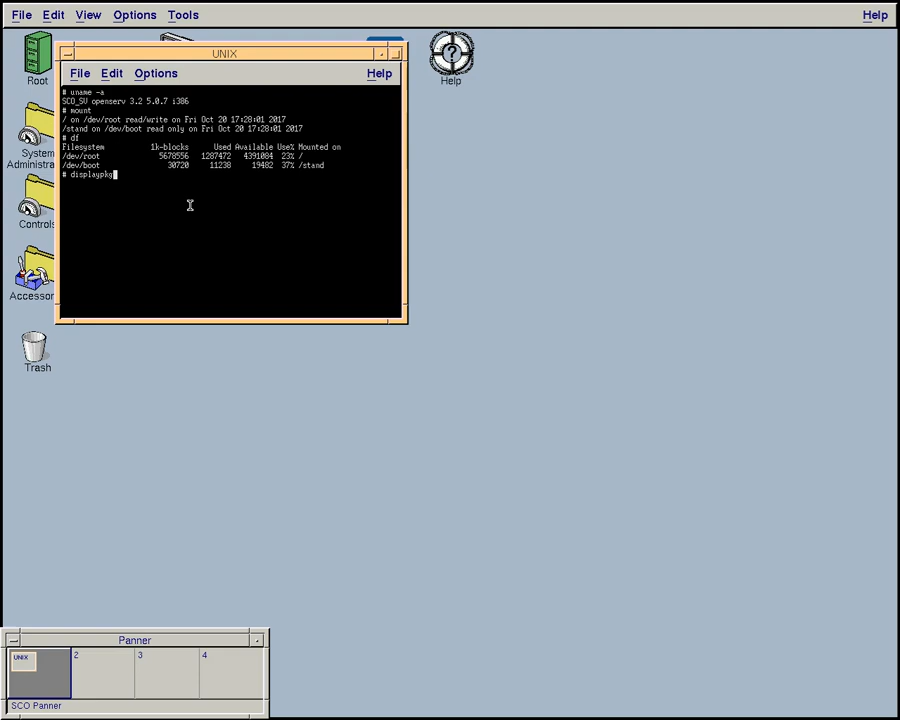 File Edit View Options Tools Help
Root
System
Administra
Controls
Accessor
Trash
Help
UNIX
File Edit Options Help
# uname -a
SCO_SV openserv 3.2 5.0.7 i386
# mount
/ on /dev/root read/write on Fri Oct 20 17:28:01 2017
/stand on /dev/boot read only on Fri Oct 20 17:28:01 2017
# df
Filesystem 1k-blocks Used Available Use% Mounted on
/dev/root 5678556 1287472 4391084 23% /
/dev/boot 30720 11238 19482 37% /stand
# displaypkg
Panner
UNIX 2 3 4
SCO Panner